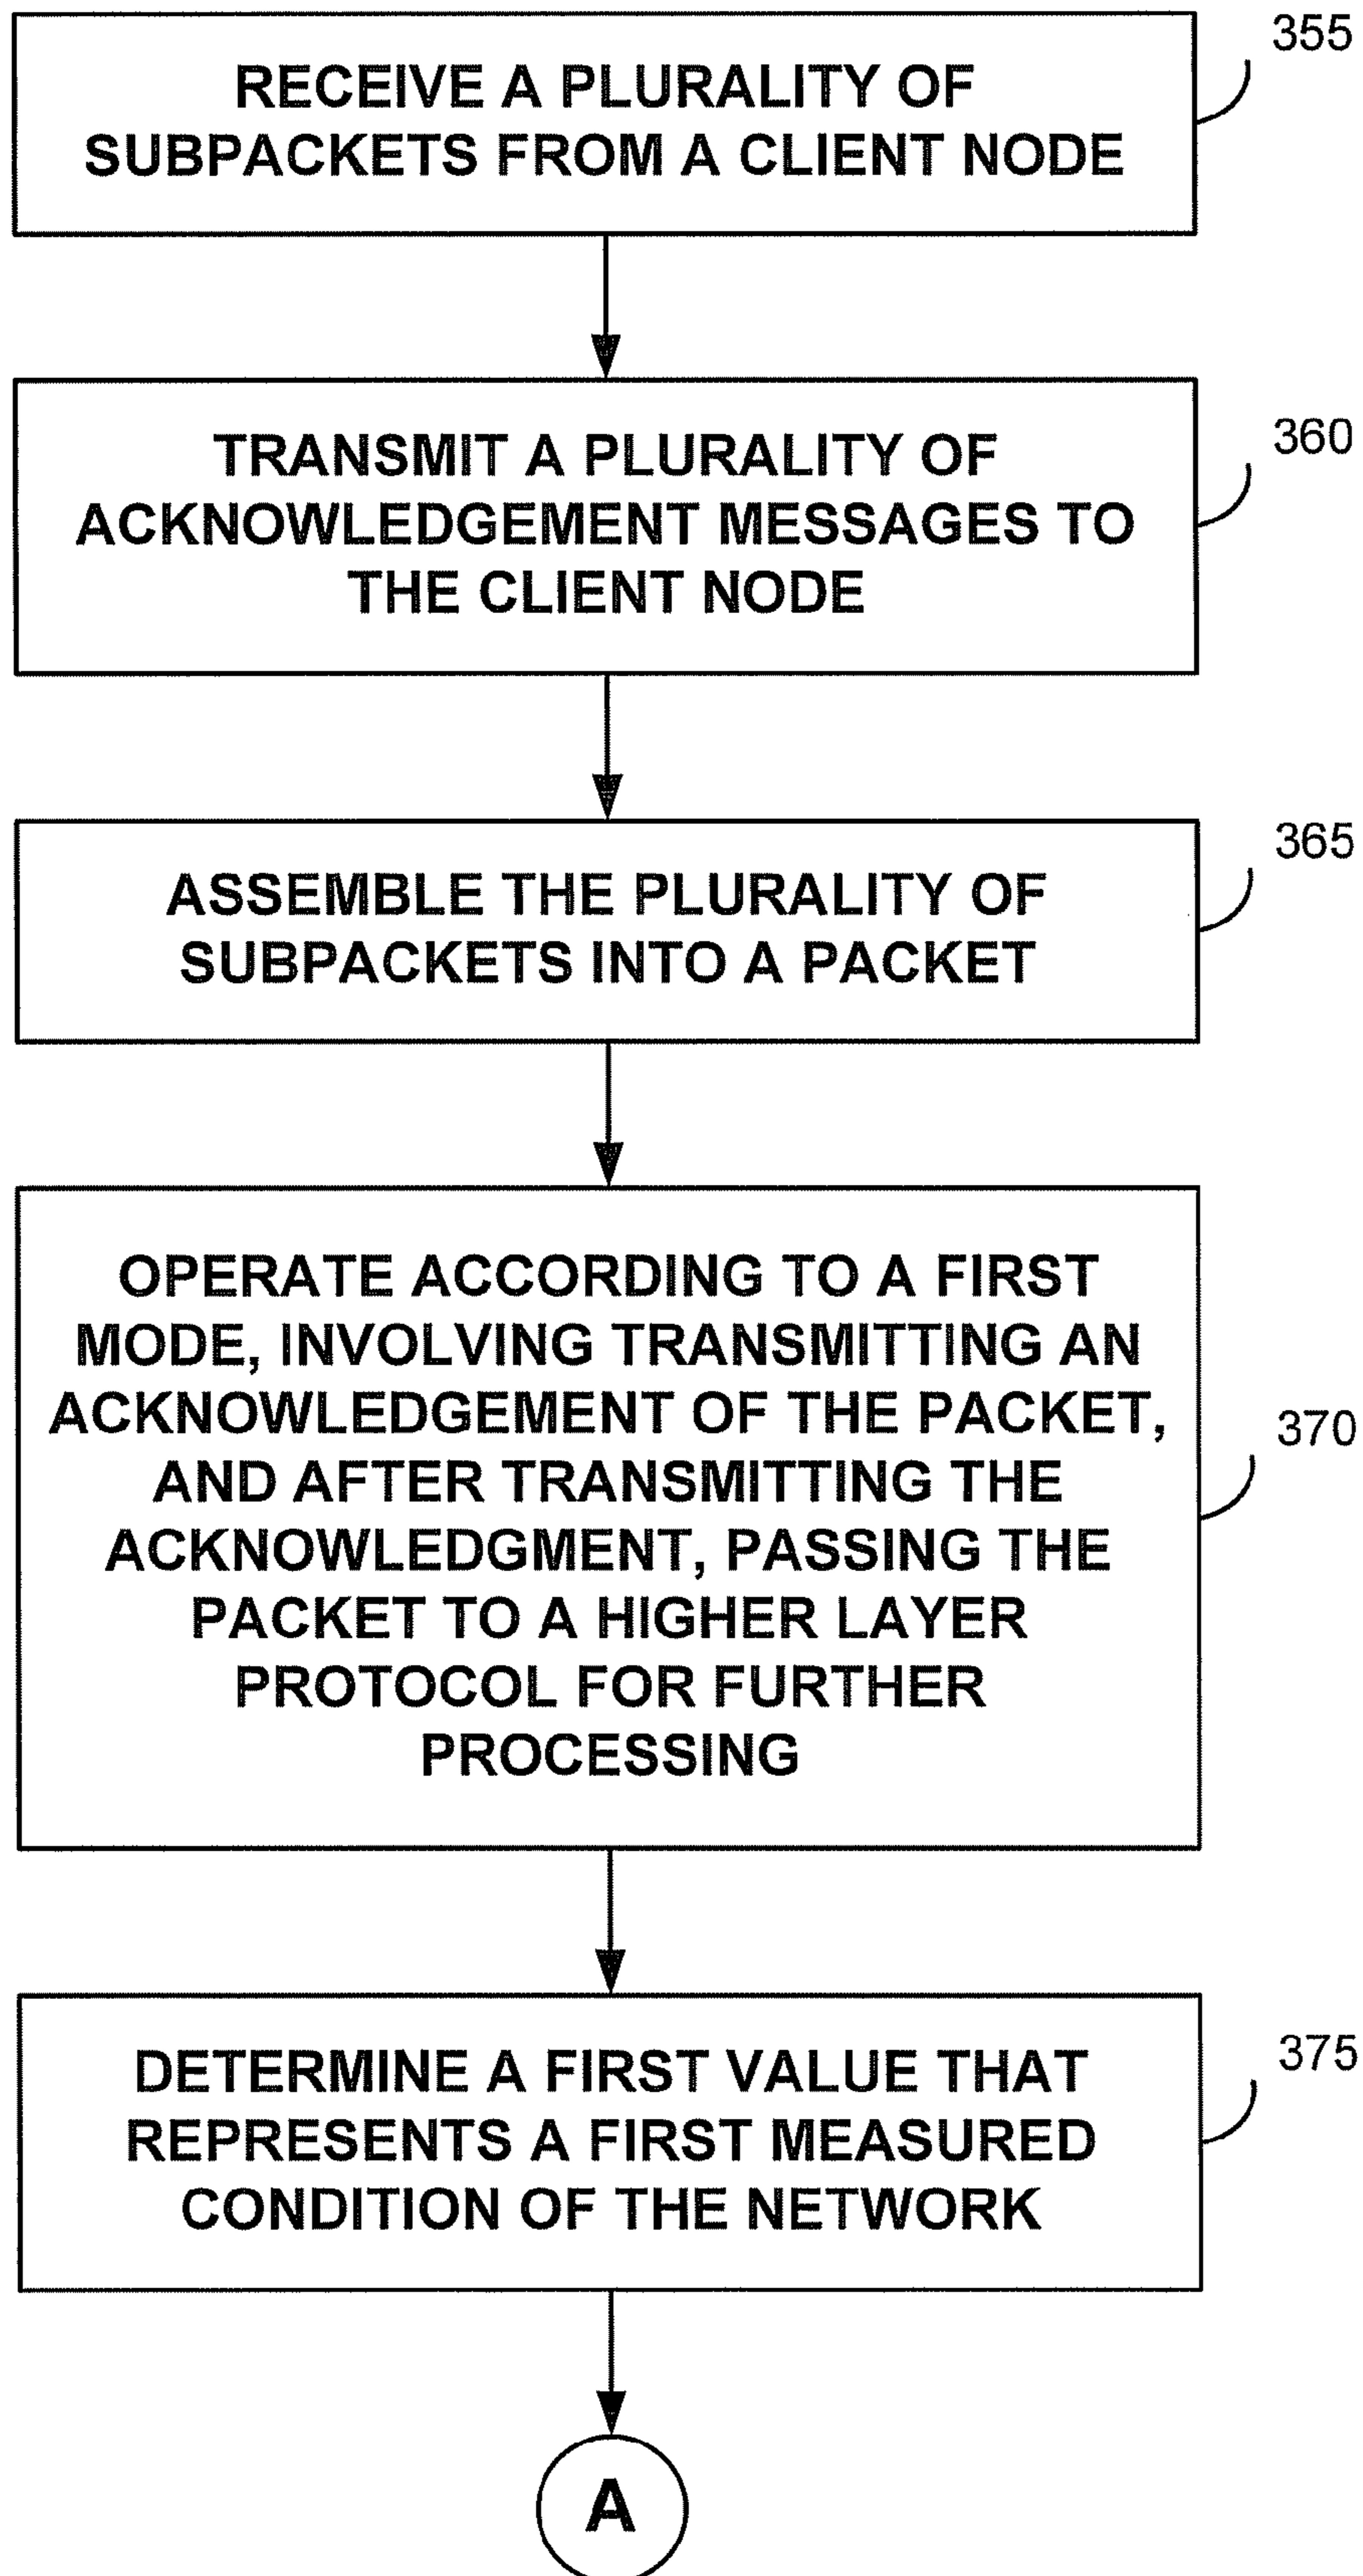 355
RECEIVE A PLURALITY OF
SUBPACKETS FROM A CLIENT NODE
360
TRANSMIT A PLURALITY OF
ACKNOWLEDGEMENT MESSAGES TO
THE CLIENT NODE
365
ASSEMBLE THE PLURALITY OF
SUBPACKETS INTO A PACKET
OPERATE ACCORDING TO A FIRST
MODE, INVOLVING TRANSMITTING AN
ACKNOWLEDGEMENT OF THE PACKET,
370
AND AFTER TRANSMITTING THE
ACKNOWLEDGMENT, PASSING THE
PACKET TO A HIGHER LAYER
PROTOCOL FOR FURTHER
PROCESSING
375
DETERMINE A FIRST VALUE THAT
REPRESENTS A FIRST MEASURED
CONDITION OF THE NETWORK
A